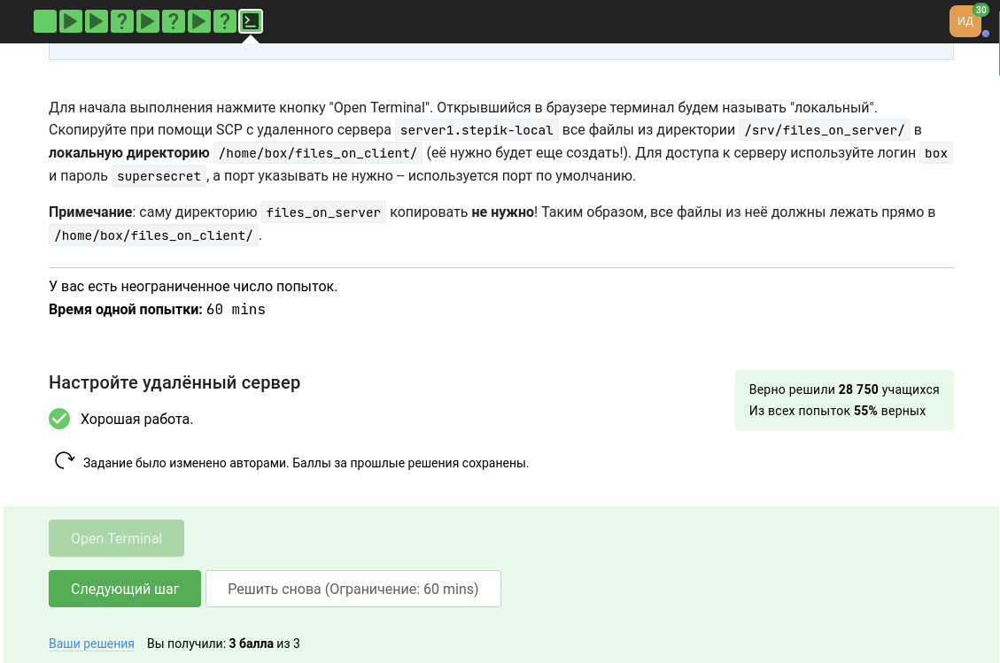 ? ? ?
ИД 30
Для начала выполнения нажмите кнопку "Open Terminal". Открывшийся в браузере терминал будем называть "локальный".
Скопируйте при помощи SCP с удаленного сервера server1.stepik-local все файлы из директории /srv/files_on_server/ в
локальную директорию /home/box/files_on_client/ (её нужно будет еще создать!). Для доступа к серверу используйте логин box
и пароль supersecret, а порт указывать не нужно -- используется порт по умолчанию.
Примечание: саму директорию files_on_server копировать не нужно! Таким образом, все файлы из неё должны лежать прямо в
/home/box/files_on_client/.
У вас есть неограниченное число попыток.
Время одной попытки: 60 mins
Настройте удалённый сервер
Верно решили 28 750 учащихся
Из всех попыток 55% верных
Хорошая работа.
Задание было изменено авторами. Баллы за прошлые решения сохранены.
Open Terminal
Следующий шаг Решить снова (Ограничение: 60 mins)
Ваши решения Вы получили: 3 балла из 3